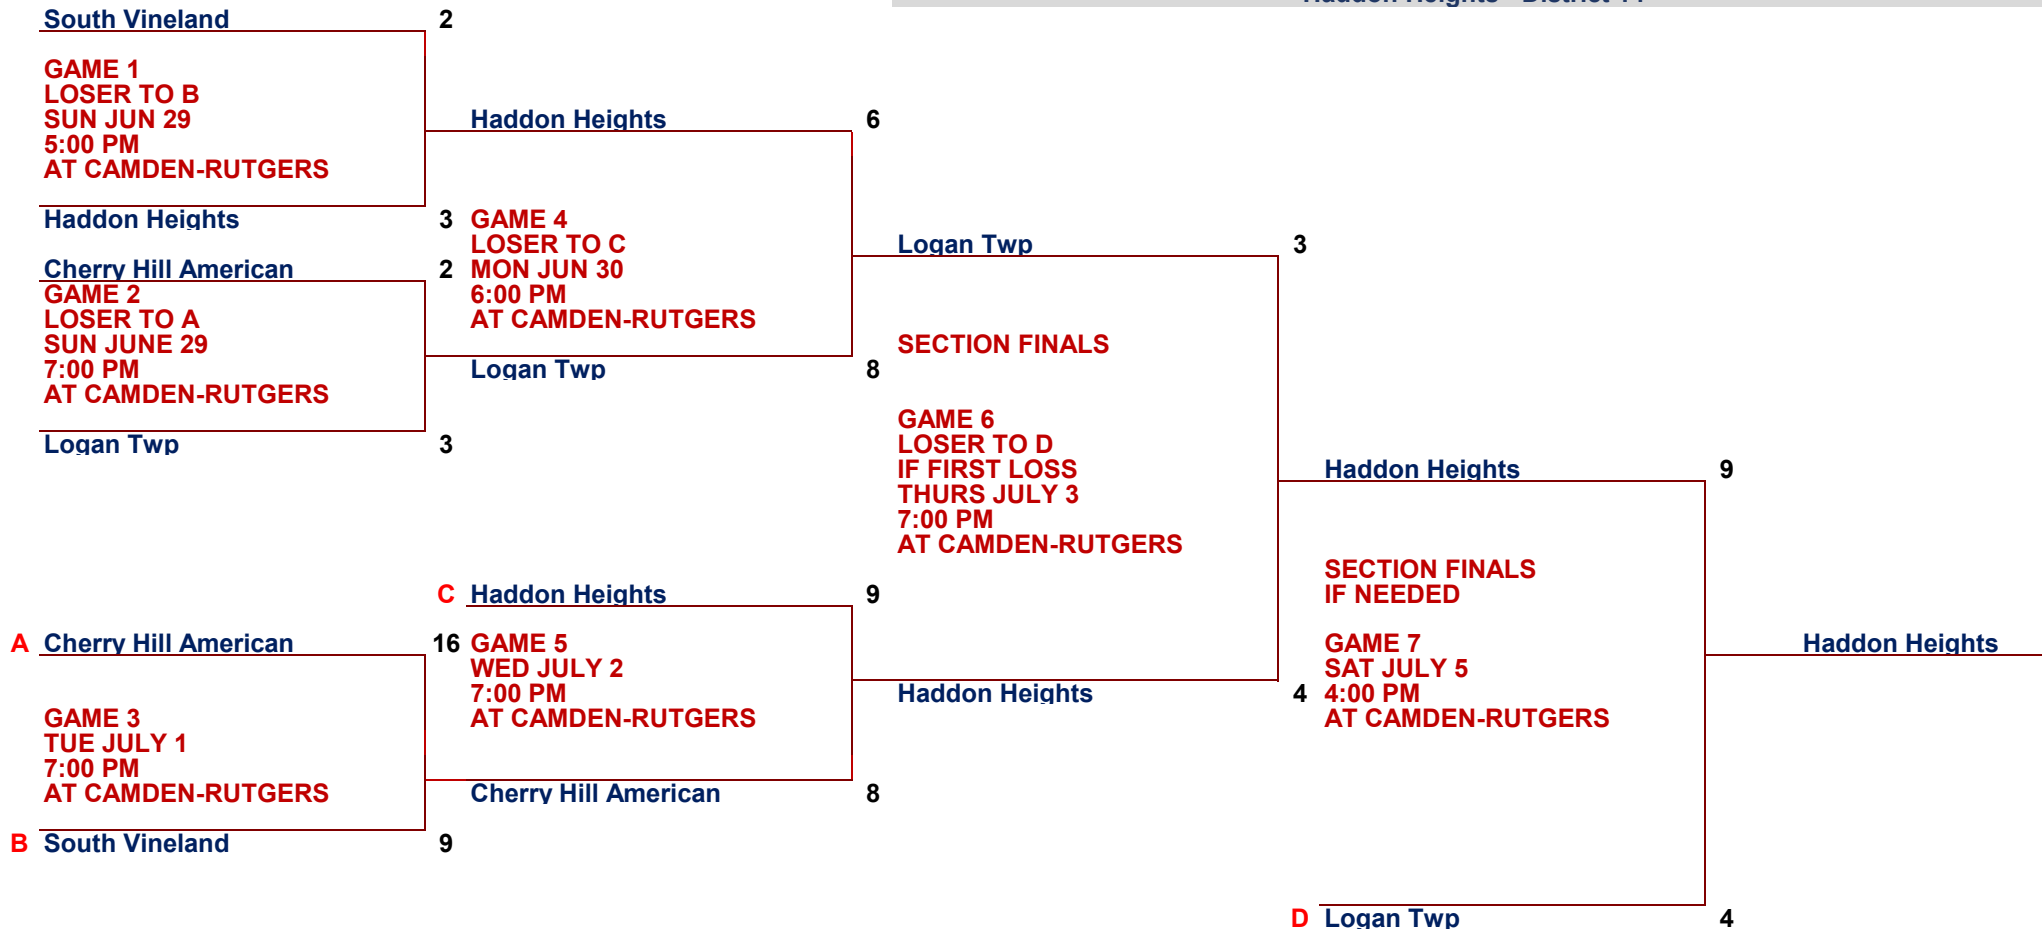 South Vineland 2
GAME 1
LOSER TO B
SUN JUN 29
5:00 PM
AT CAMDEN-RUTGERS
Haddon Heights 3
Cherry Hill American 2
GAME 2
LOSER TO A
SUN JUNE 29
7:00 PM
AT CAMDEN-RUTGERS
Logan Twp 3
A Cherry Hill American 16
GAME 3
TUE JULY 1
7:00 PM
AT CAMDEN-RUTGERS
B South Vineland 9
Haddon Heights 6
GAME 4
LOSER TO C
MON JUN 30
6:00 PM
AT CAMDEN-RUTGERS
Logan Twp 8
C Haddon Heights 9
GAME 5
WED JULY 2
7:00 PM
AT CAMDEN-RUTGERS
Cherry Hill American 8
Logan Twp 3
SECTION FINALS
GAME 6
LOSER TO D
IF FIRST LOSS
THURS JULY 3
7:00 PM
AT CAMDEN-RUTGERS
Haddon Heights 4
Haddon Heights 9
SECTION FINALS
IF NEEDED
GAME 7
SAT JULY 5
4:00 PM
AT CAMDEN-RUTGERS
D Logan Twp 4
Haddon Heights